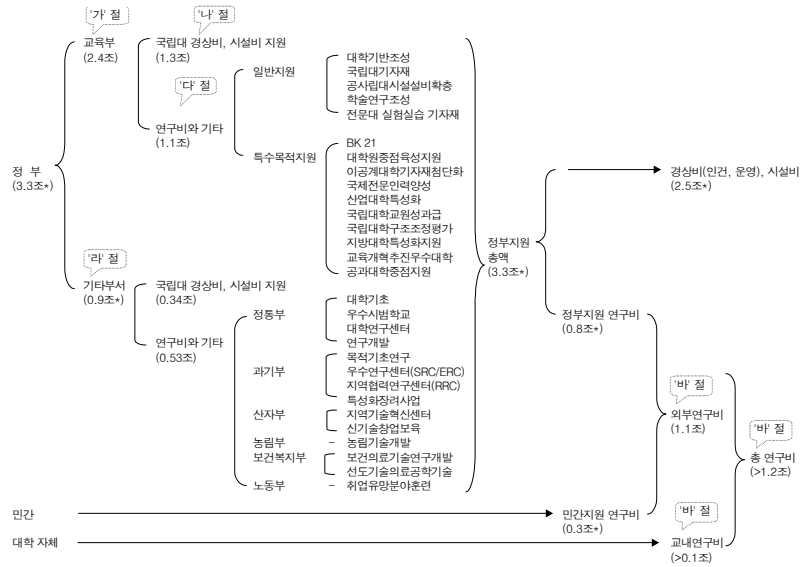 '가' 절
교육부
(2.4조)
'나' 절
국립대 경상비, 시설비 지원
(1.3조)
'다' 절
연구비와 기타
(1.1조)
일반지원
대학기반조성
국립대기자재
공사립대시설설비확층
학술연구조성
전문대 실험실습 기자재
특수목적지원
BK 21
대학원중점육성지원
이공계대학기자재첨단화
국제전문인력양성
산업대학특성화
국립대학교원성과급
국립대학구조조정평가
지방대학특성화지원
교육개혁추진우수대학
공과대학중점지원
정 부
(3.3조*)
'라' 절
기타부서
(0.9조*)
국립대 경상비, 시설비 지원
(0.34조)
연구비와 기타
(0.53조)
정통부
대학기초
우수시범학교
대학연구센터
연구개발
과기부
목적기초연구
우수연구센터(SRC/ERC)
지역협력연구센터(RRC)
특성화장려사업
산자부
지역기술혁신센터
신기술창업보육
농림부 - 농림기술개발
보건복지부
보건의료기술연구개발
선도기술의료공학기술
노동부 - 취업유망분야훈련
정부지원
총액
(3.3조*)
경상비(인건, 운영), 시설비
(2.5조*)
정부지원 연구비
(0.8조*)
'바' 절
외부연구비
(1.1조)
'바' 절
총 연구비
(>1.2조)
민간
민간지원 연구비
(0.3조*)
'바' 절
대학 자체
교내연구비
(>0.1조)